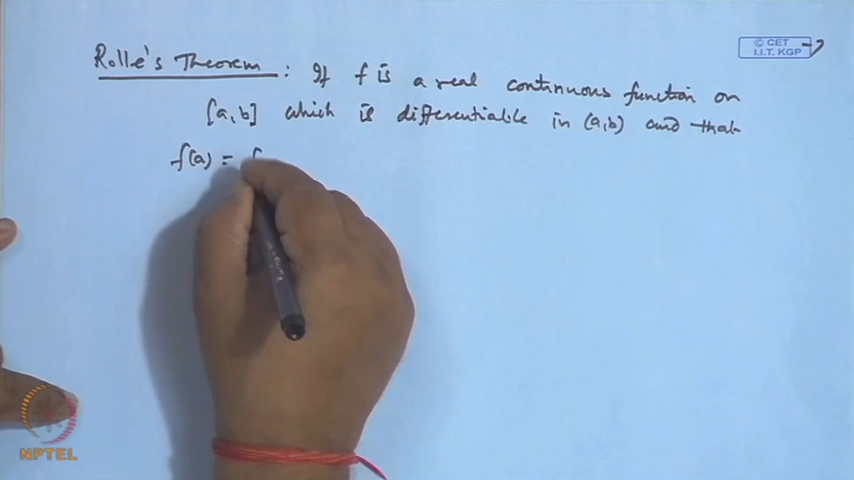 © CET
I.I.T. KGP
Rolle's Theorem : If f is a real continuous function on
[a, b] which is differentiable in (a, b) and that
f(a) = f
NPTEL